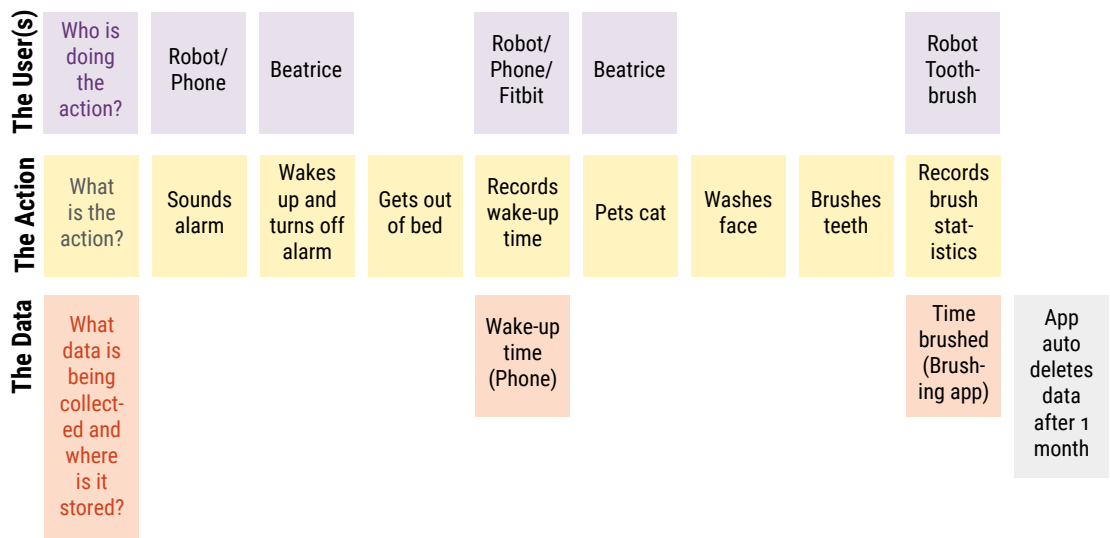 The User(s)
Who is
doing
the
action?
Robot/
Phone
Beatrice
Robot/
Phone/
Fitbit
Beatrice
Robot
Tooth-
brush
The Action
What
is the
action?
Sounds
alarm
Wakes
up and
turns off
alarm
Gets out
of bed
Records
wake-up
time
Pets cat
Washes
face
Brushes
teeth
Records
brush
stat-
istics
The Data
What
data is
being
collect-
ed and
where
is it
stored?
Wake-up
time
(Phone)
Time
brushed
(Brush-
ing app)
App
auto
deletes
data
after 1
month